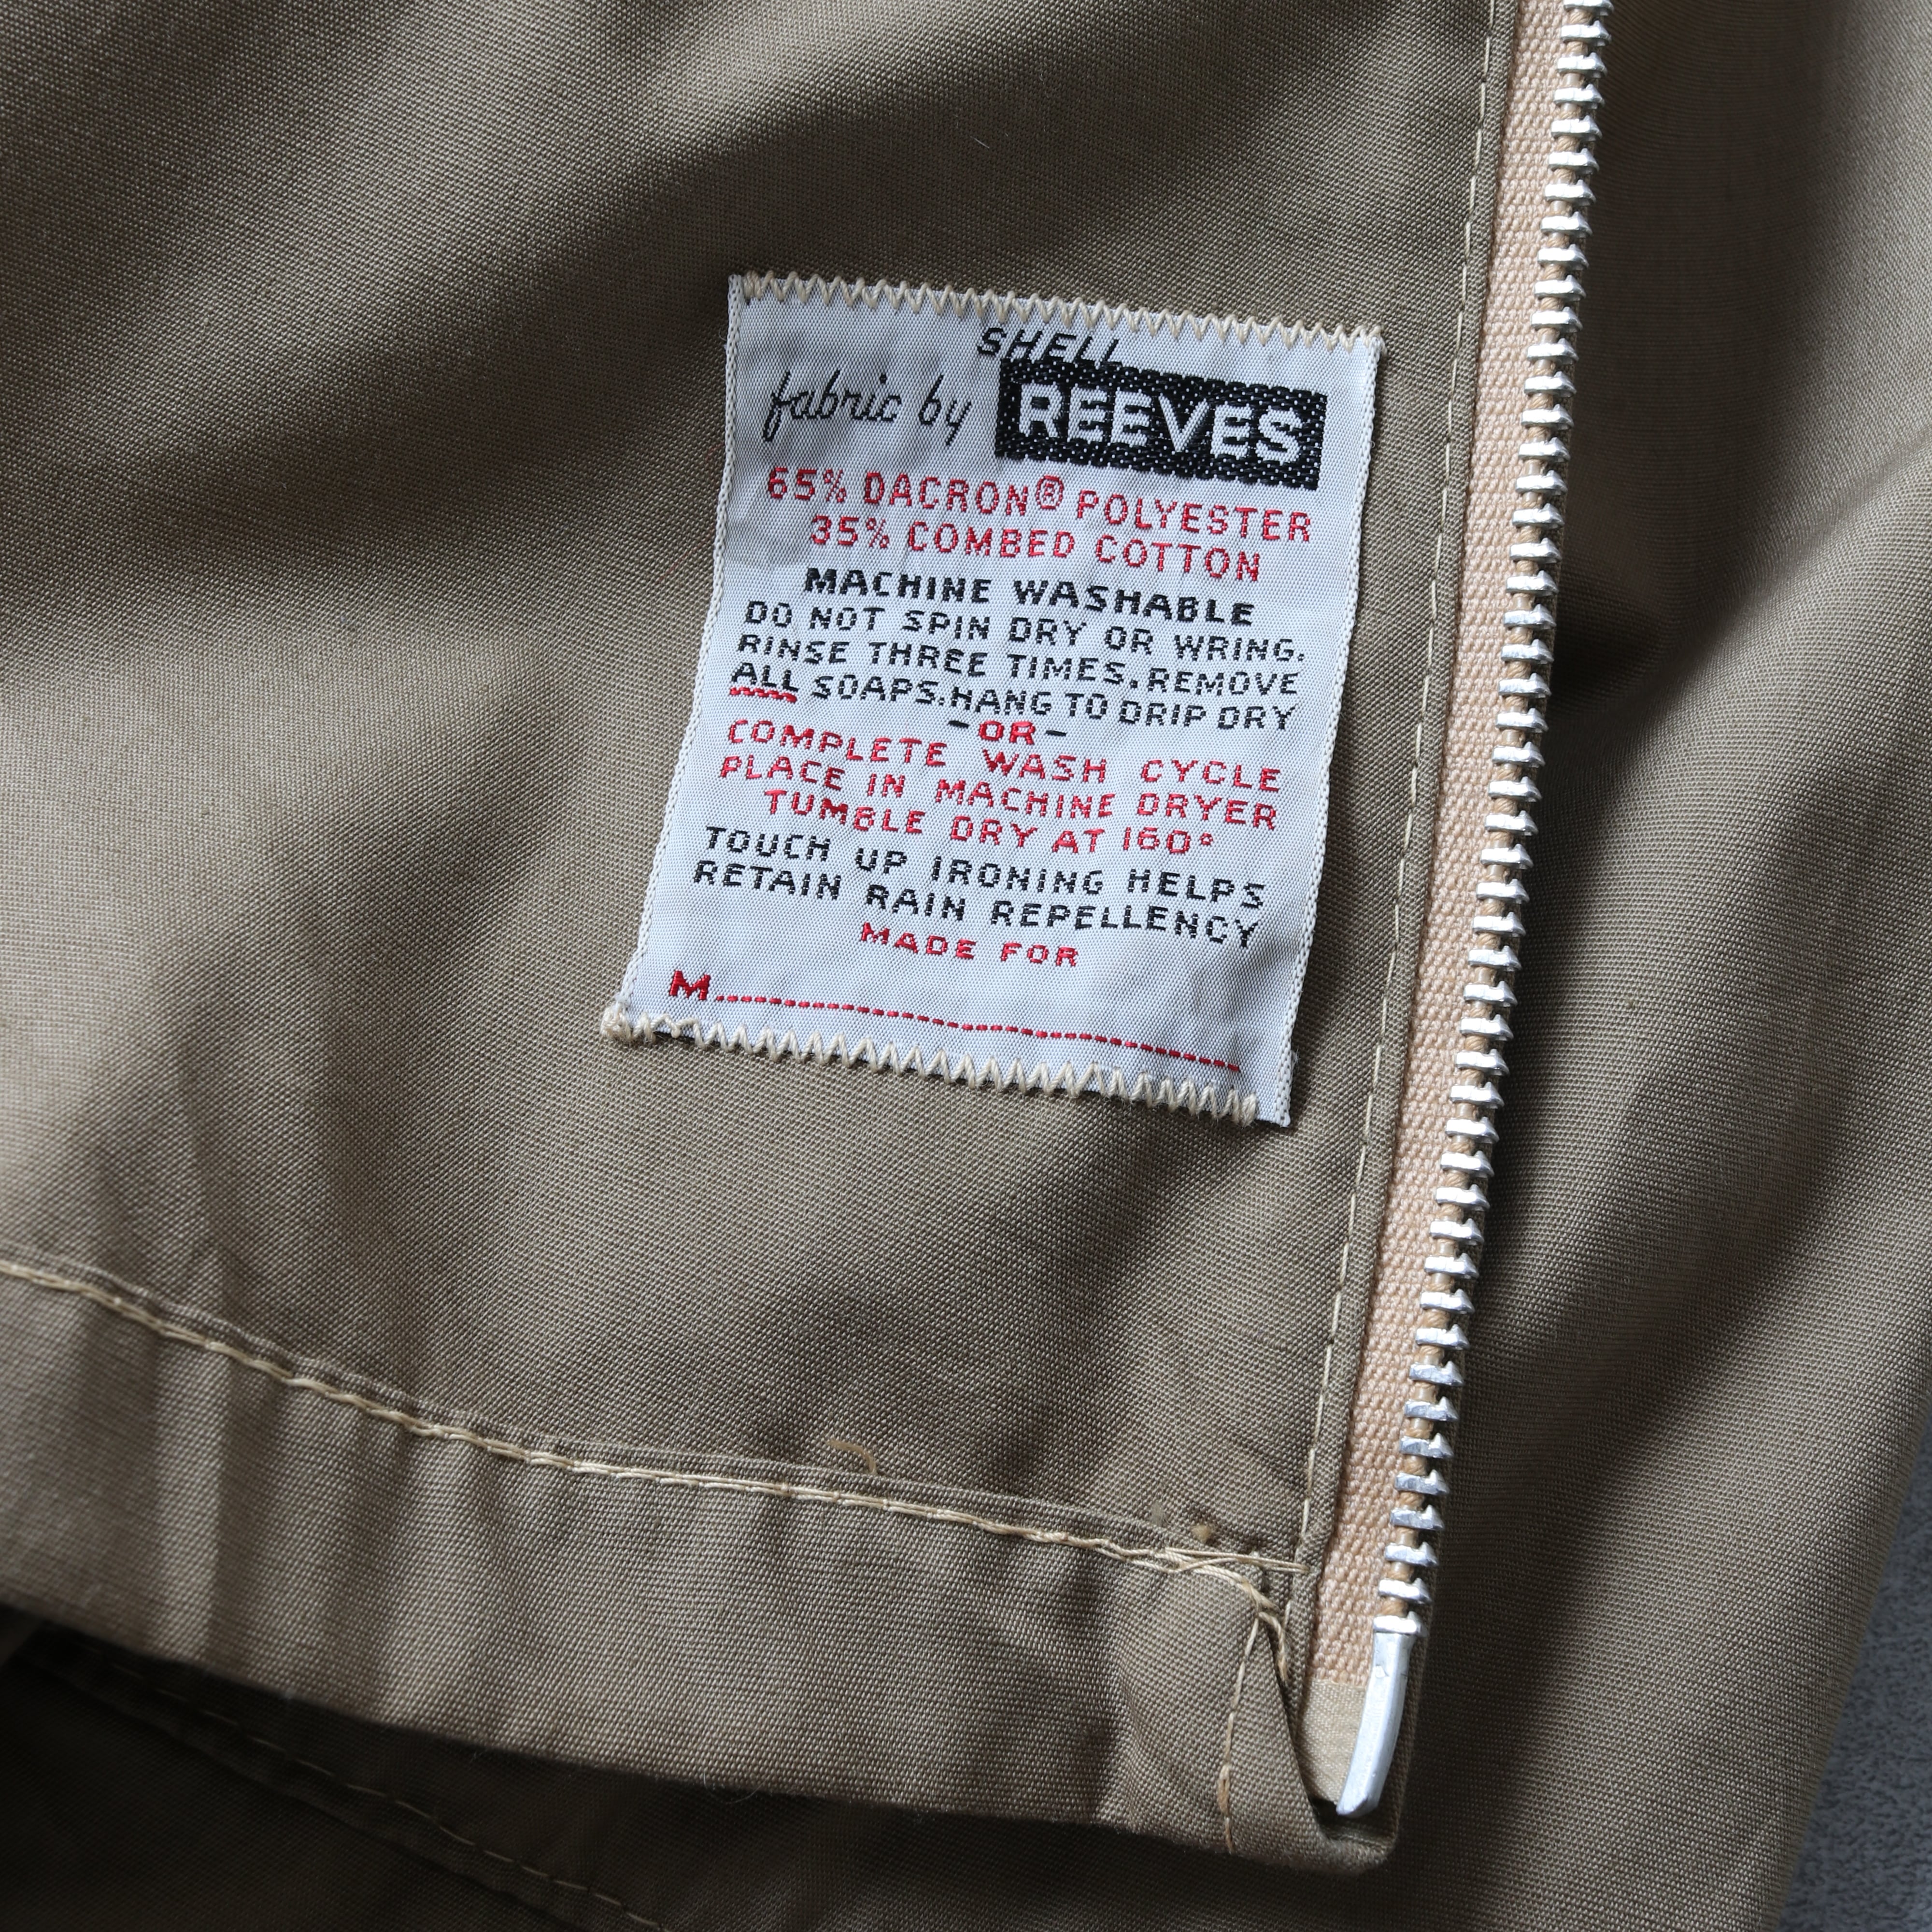 SHELL
fabric by REEVES
65% DACRON® POLYESTER
35% COMBED COTTON
MACHINE WASHABLE
DO NOT SPIN DRY OR WRING.
RINSE THREE TIMES. REMOVE
ALL SOAPS. HANG TO DRIP DRY
- OR -
COMPLETE WASH CYCLE
PLACE IN MACHINE DRYER
TUMBLE DRY AT 160°
TOUCH UP IRONING HELPS
RETAIN RAIN REPELLENCY
MADE FOR
M